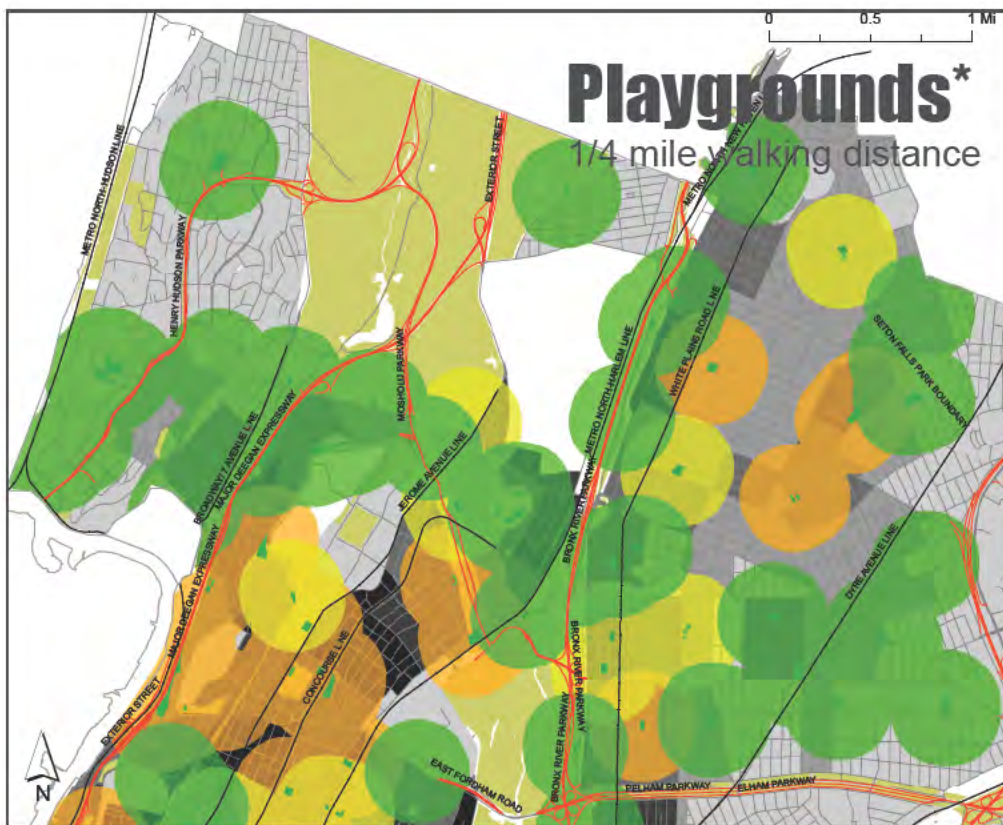 0 0.5 1 Mi
Playgrounds*
1/4 mile walking distance
METRO NORTH HUDSON LINE
HENRY HUDSON PARKWAY
EXTERIOR STREET
METRO NORTH NEW
MOSHOLU PARKWAY
METRO NORTH HARLEM LINE
WHITE PLAINS ROAD LINE
SETON FALLS PARK BOUNDARY
BROADWAY/7 AVENUE LINE
MAJOR DEEGAN EXPRESSWAY
JEROME AVENUE LINE
BRONX RIVER PARKWAY
DYRE AVENUE LINE
MAJOR DEEGAN EXPRESSWAY
CONCOURSE LINE
EXTERIOR STREET
BRONX RIVER PARKWAY
BRONX RIVER PARKWAY
EAST FORDHAM ROAD
PELHAM PARKWAY
ELHAM PARKWAY
N